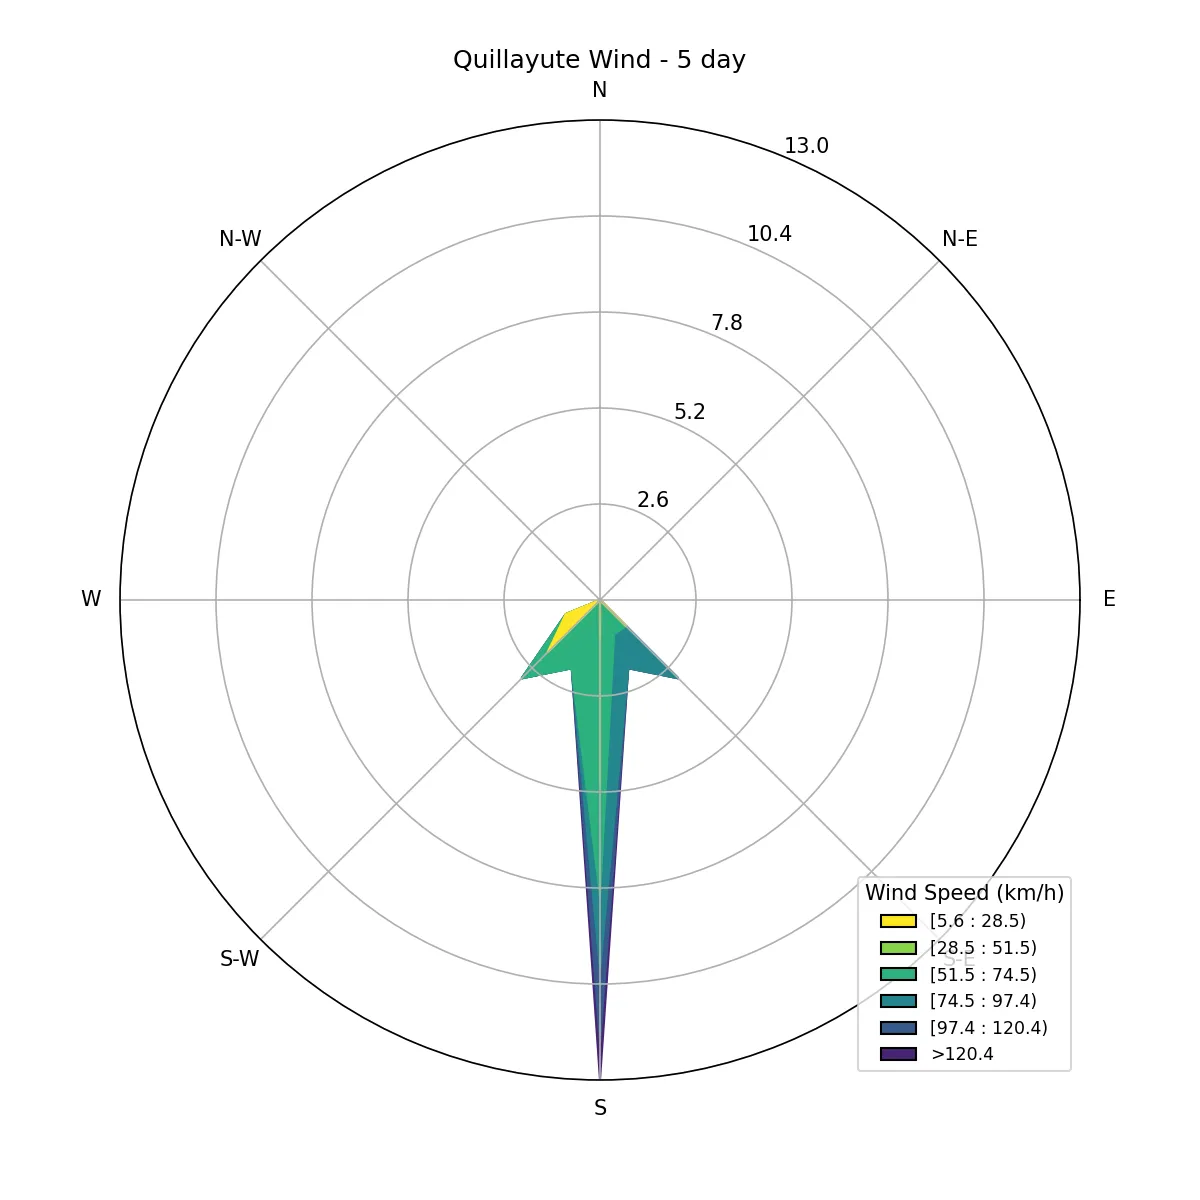 Quillayute Wind - 5 day
N
13.0
N-W
N-E
10.4
7.8
5.2
2.6
W
E
S-W
S-E
Wind Speed (km/h)
[5.6 : 28.5)
[28.5 : 51.5)
[51.5 : 74.5)
[74.5 : 97.4)
[97.4 : 120.4)
>120.4
S